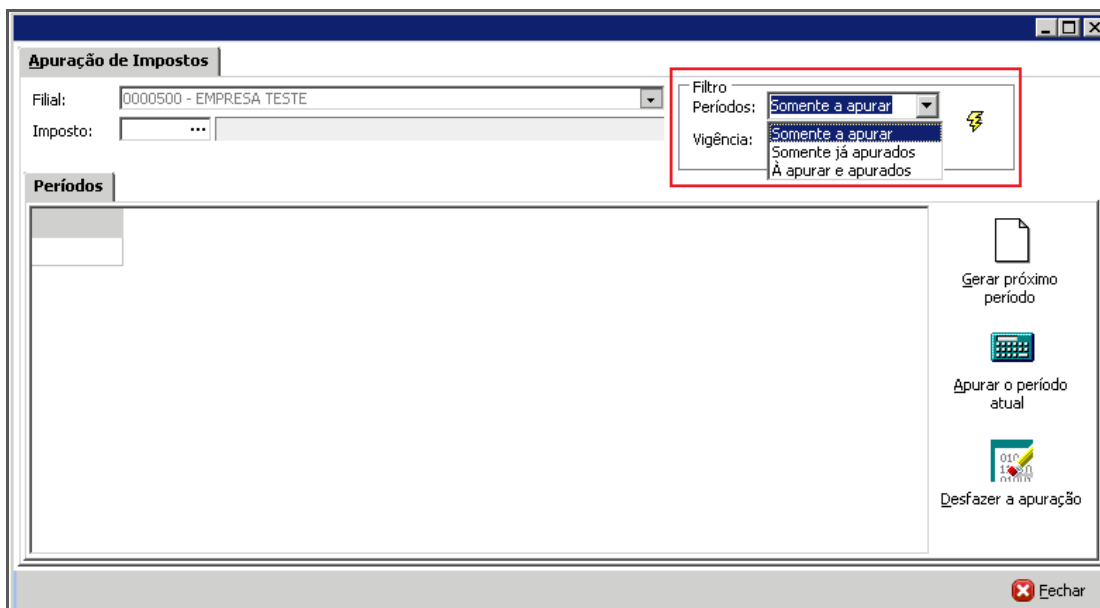 Apuração de Impostos
Filial:
0000500 - EMPRESA TESTE
Imposto:
...
Filtro
Períodos:
Somente a apurar
Vigência:
Somente a apurar
Somente já apurados
À apurar e apurados
Períodos
Gerar próximo
período
Apurar o período
atual
Desfazer a apuração
Fechar